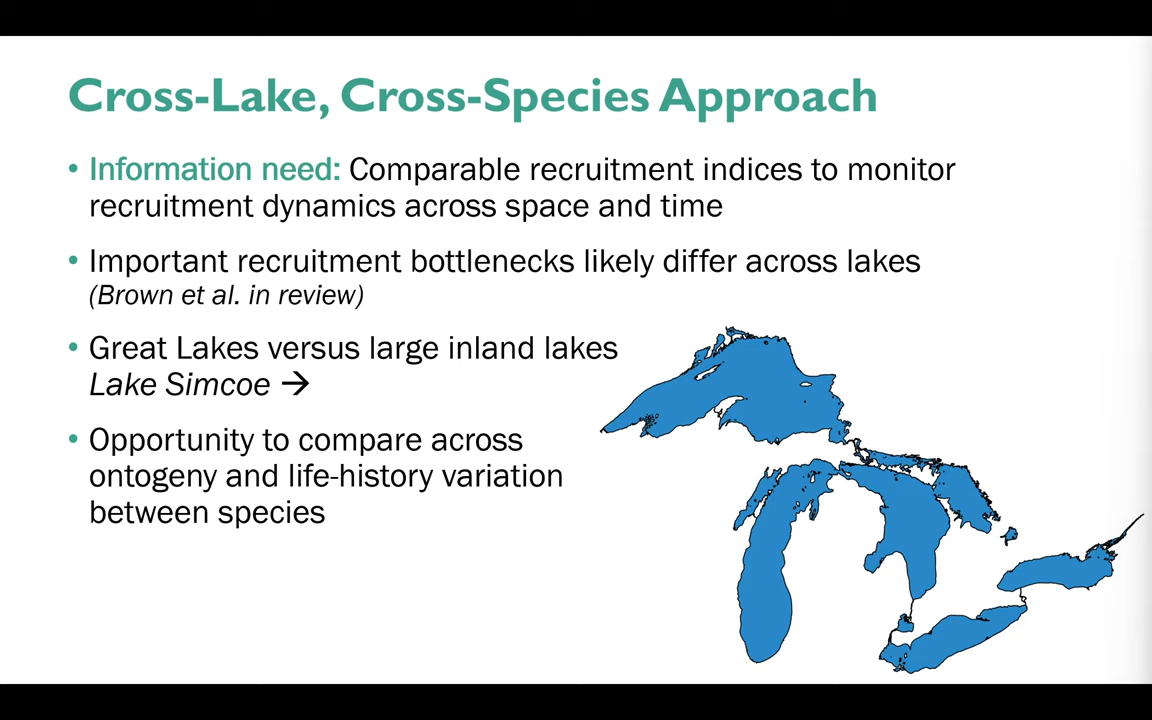 Cross-Lake, Cross-Species Approach
• Information need: Comparable recruitment indices to monitor
recruitment dynamics across space and time
• Important recruitment bottlenecks likely differ across lakes
(Brown et al. in review)
• Great Lakes versus large inland lakes
Lake Simcoe →
• Opportunity to compare across
ontogeny and life-history variation
between species